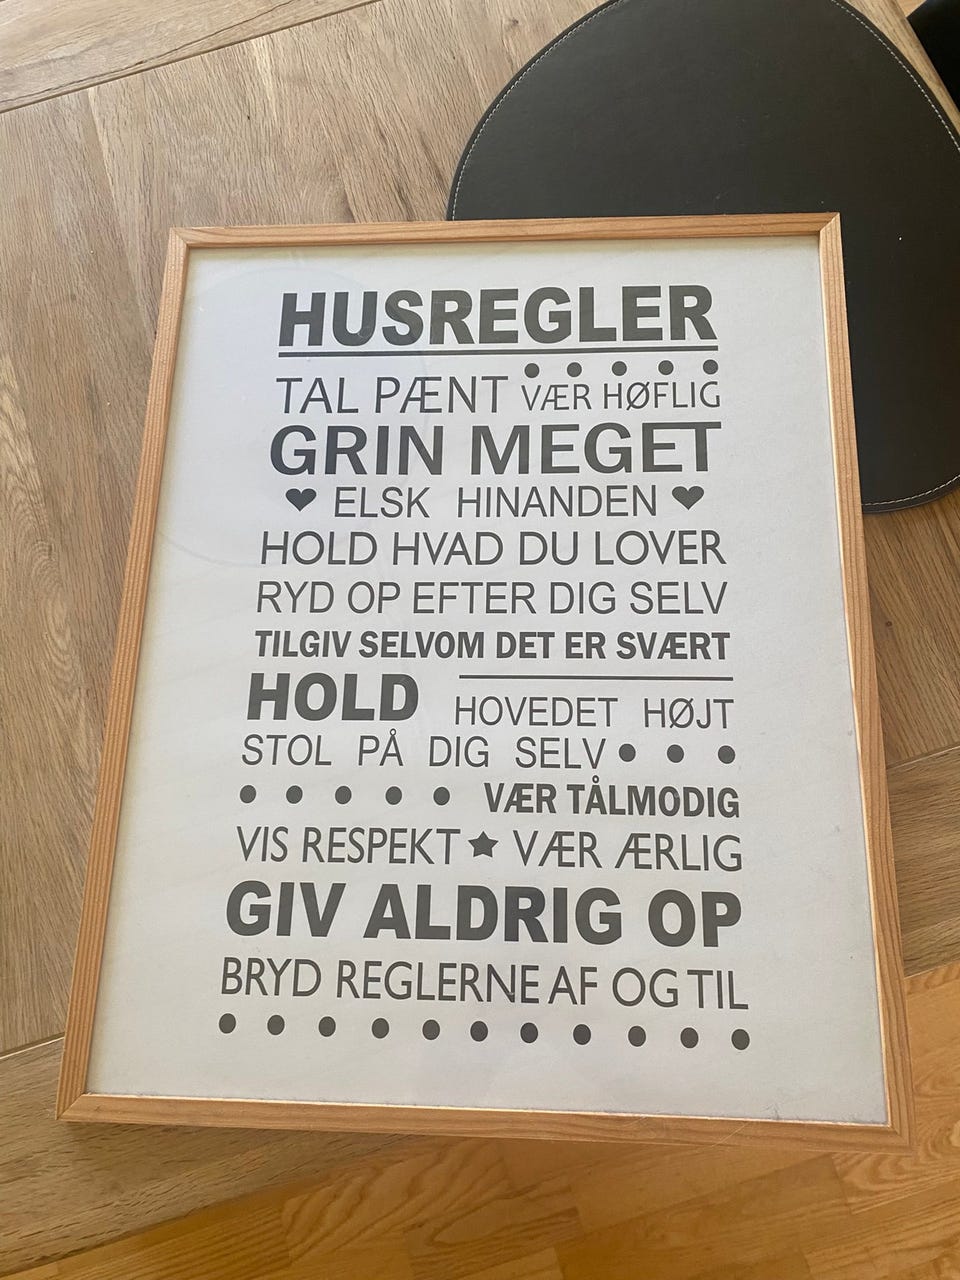 HUSREGLER
TAL PÆNT VÆR HØFLIG
GRIN MEGET
ELSK HINANDEN
HOLD HVAD DU LOVER
RYD OP EFTER DIG SELV
TILGIV SELVOM DET ER SVÆRT
HOLD HOVEDET HØJT
STOL PÅ DIG SELV
VÆR TÅLMODIG
VIS RESPEKT ★ VÆR ÆRLIG
GIV ALDRIG OP
BRYD REGLERNE AF OG TIL